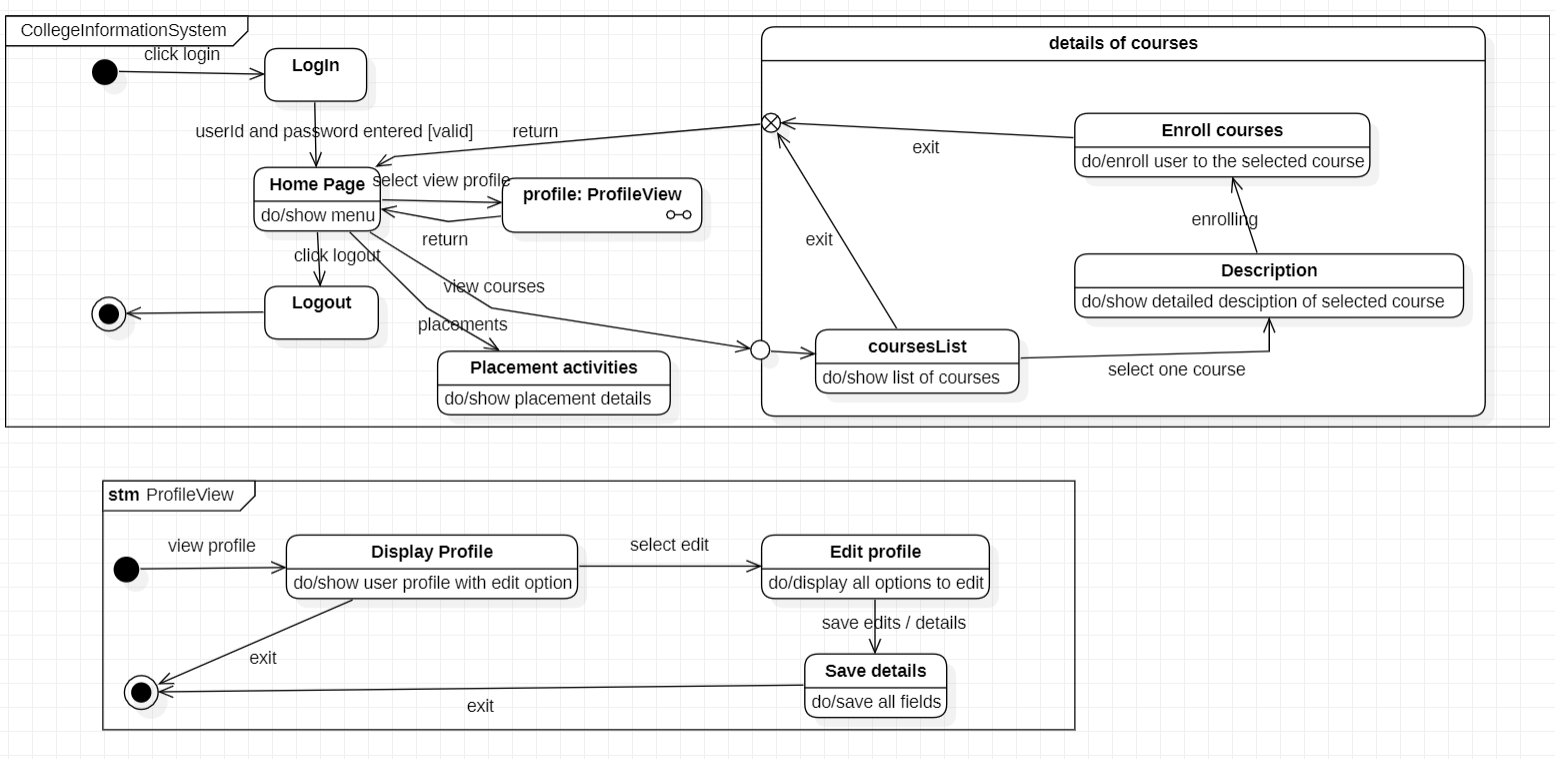 CollegeInformationSystem
click login
LogIn
details of courses
userId and password entered [valid]
return
Enroll courses
do/enroll user to the selected course
exit
Home Page
do/show menu
select view profile
profile: ProfileView
return
click logout
exit
enrolling
Logout
view courses
placements
Description
do/show detailed desciption of selected course
Placement activities
do/show placement details
coursesList
do/show list of courses
select one course
stm ProfileView
view profile
Display Profile
do/show user profile with edit option
select edit
Edit profile
do/display all options to edit
save edits / details
exit
Save details
do/save all fields
exit